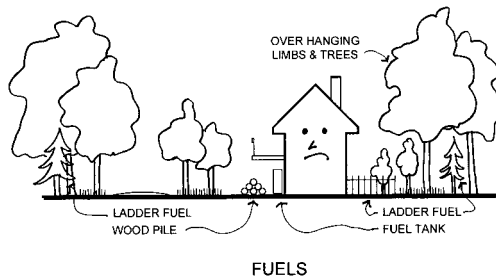 OVER HANGING
LIMBS & TREES
LADDER FUEL
WOOD PILE
LADDER FUEL
FUEL TANK
FUELS